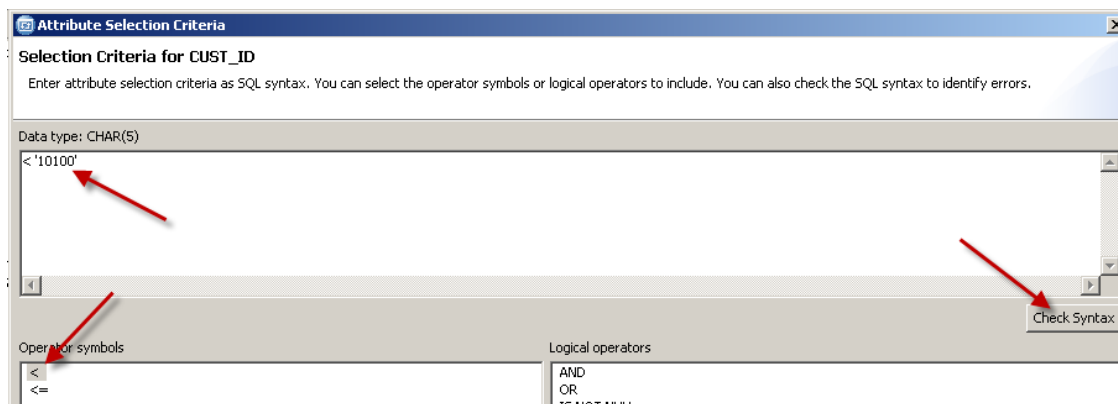 Attribute Selection Criteria
Selection Criteria for CUST_ID
Enter attribute selection criteria as SQL syntax. You can select the operator symbols or logical operators to include. You can also check the SQL syntax to identify errors.
Data type: CHAR(5)
< '10100'
Check Syntax
Operator symbols
Logical operators
<
AND
<=
OR